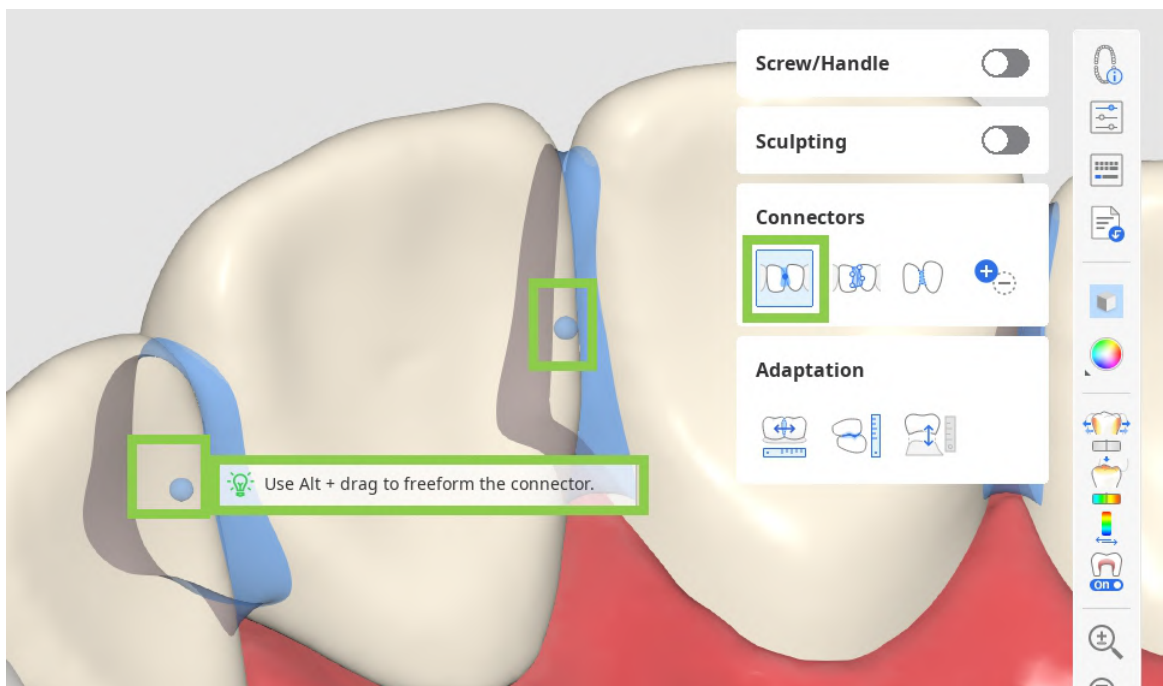 Screw/Handle
Sculpting
Connectors
Adaptation
Use Alt + drag to freeform the connector.
On